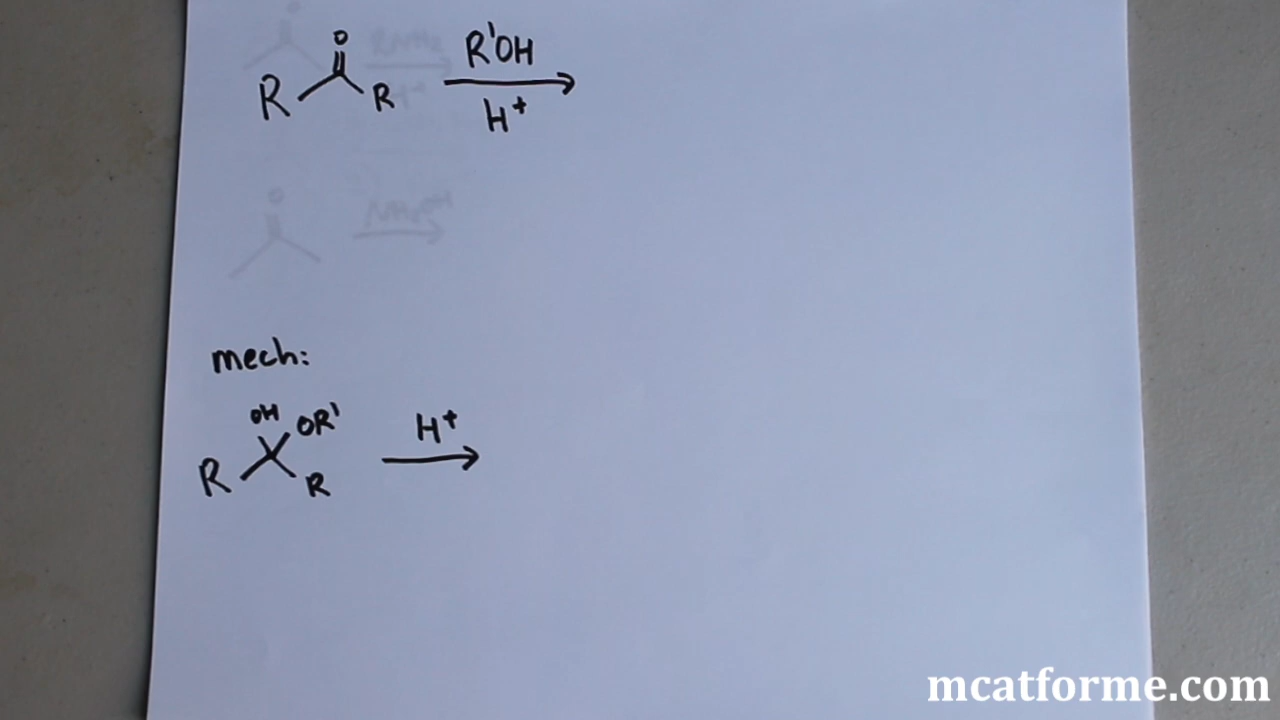 O
R R
R'OH
H+
mech:
OH OR'
R R
H+
mcatforme.com